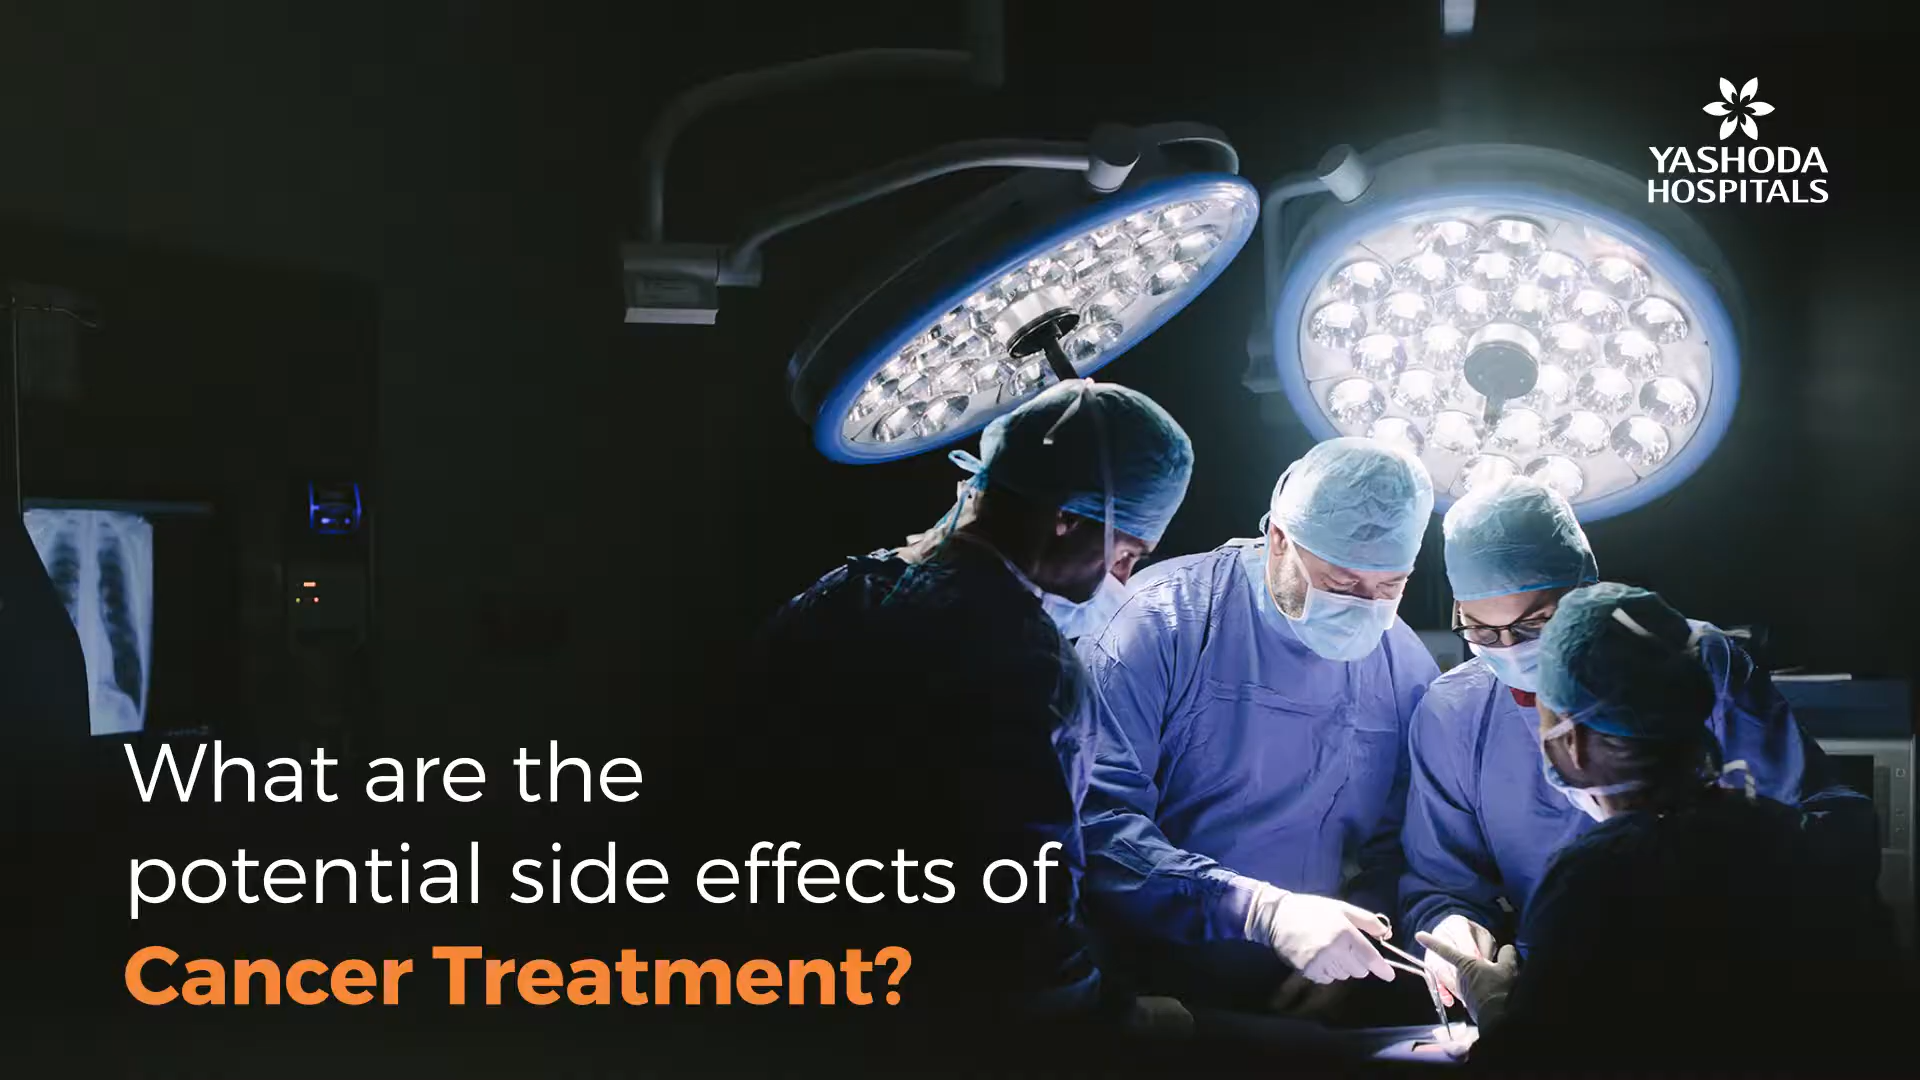 YASHODA
HOSPITALS
What are the
potential side effects of
Cancer Treatment?